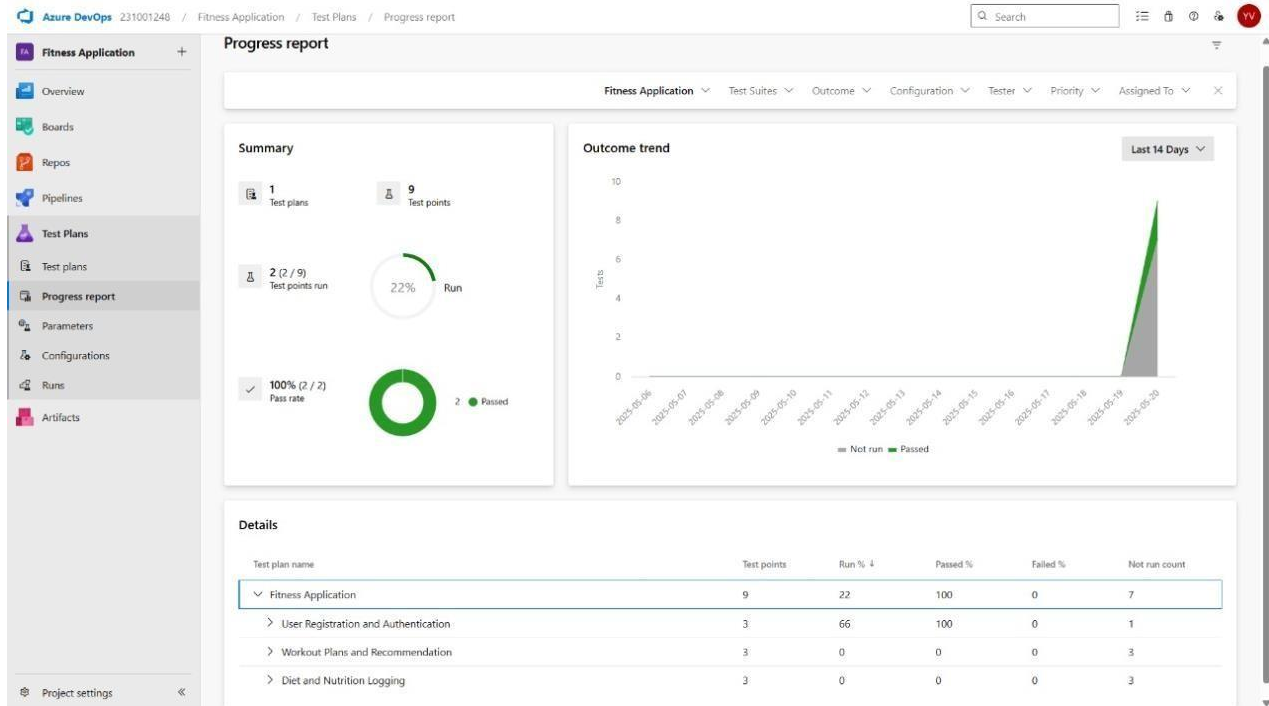 Azure DevOps 231001248 / Fitness Application / Test Plans / Progress report
Search
YV
FA Fitness Application +
Overview
Boards
Repos
Pipelines
Test Plans
Test plans
Progress report
Parameters
Configurations
Runs
Artifacts
Project settings
Progress report
Fitness Application Test Suites Outcome Configuration Tester Priority Assigned To
Summary
1
Test plans
9
Test points
2 (2 / 9)
Test points run
22%
Run
100% (2 / 2)
Pass rate
2 Passed
Outcome trend
Last 14 Days
Tests
10
8
6
4
2
0
2025-05-06 2025-05-07 2025-05-08 2025-05-09 2025-05-10 2025-05-11 2025-05-12 2025-05-13 2025-05-14 2025-05-15 2025-05-16 2025-05-17 2025-05-18 2025-05-19 2025-05-20
Not run Passed
Details
Test plan name Test points Run % ↓ Passed % Failed % Not run count
Fitness Application 9 22 100 0 7
User Registration and Authentication 3 66 100 0 1
Workout Plans and Recommendation 3 0 0 0 3
Diet and Nutrition Logging 3 0 0 0 3